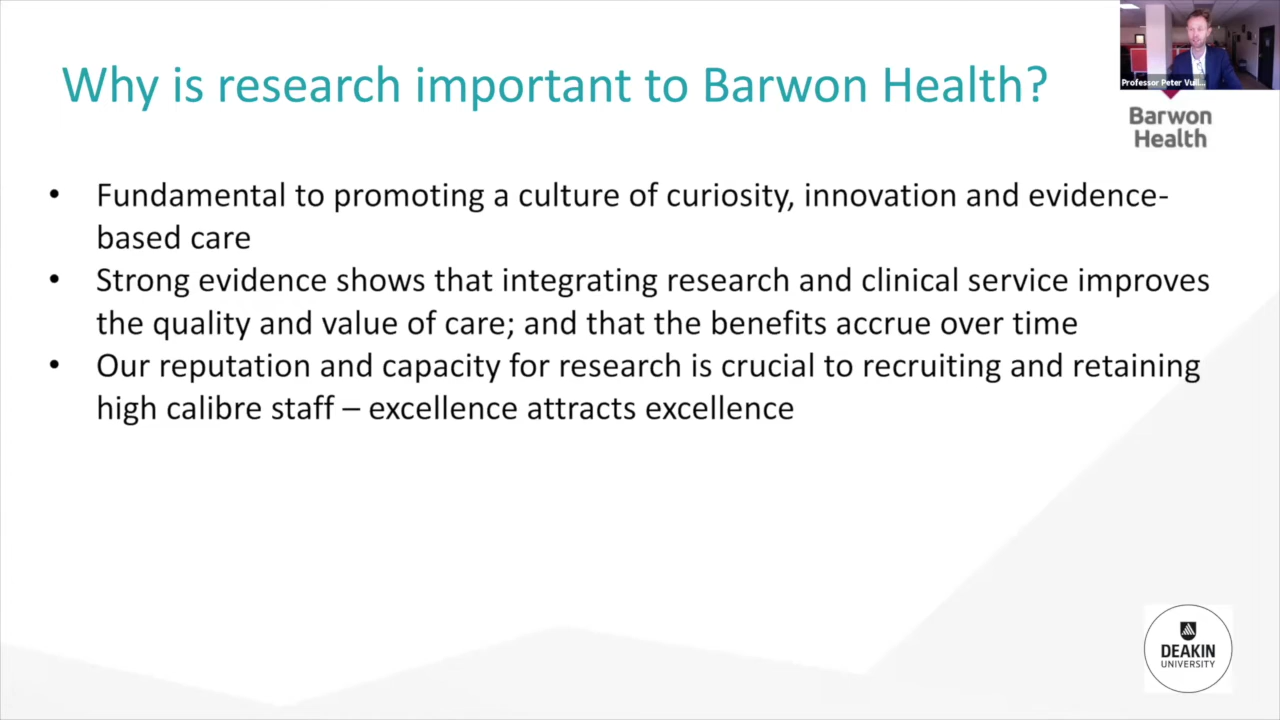 Why is research important to Barwon Health?
Professor Peter Vuil...
Barwon
Health
• Fundamental to promoting a culture of curiosity, innovation and evidence-
based care
• Strong evidence shows that integrating research and clinical service improves
the quality and value of care; and that the benefits accrue over time
• Our reputation and capacity for research is crucial to recruiting and retaining
high calibre staff – excellence attracts excellence
DEAKIN
UNIVERSITY